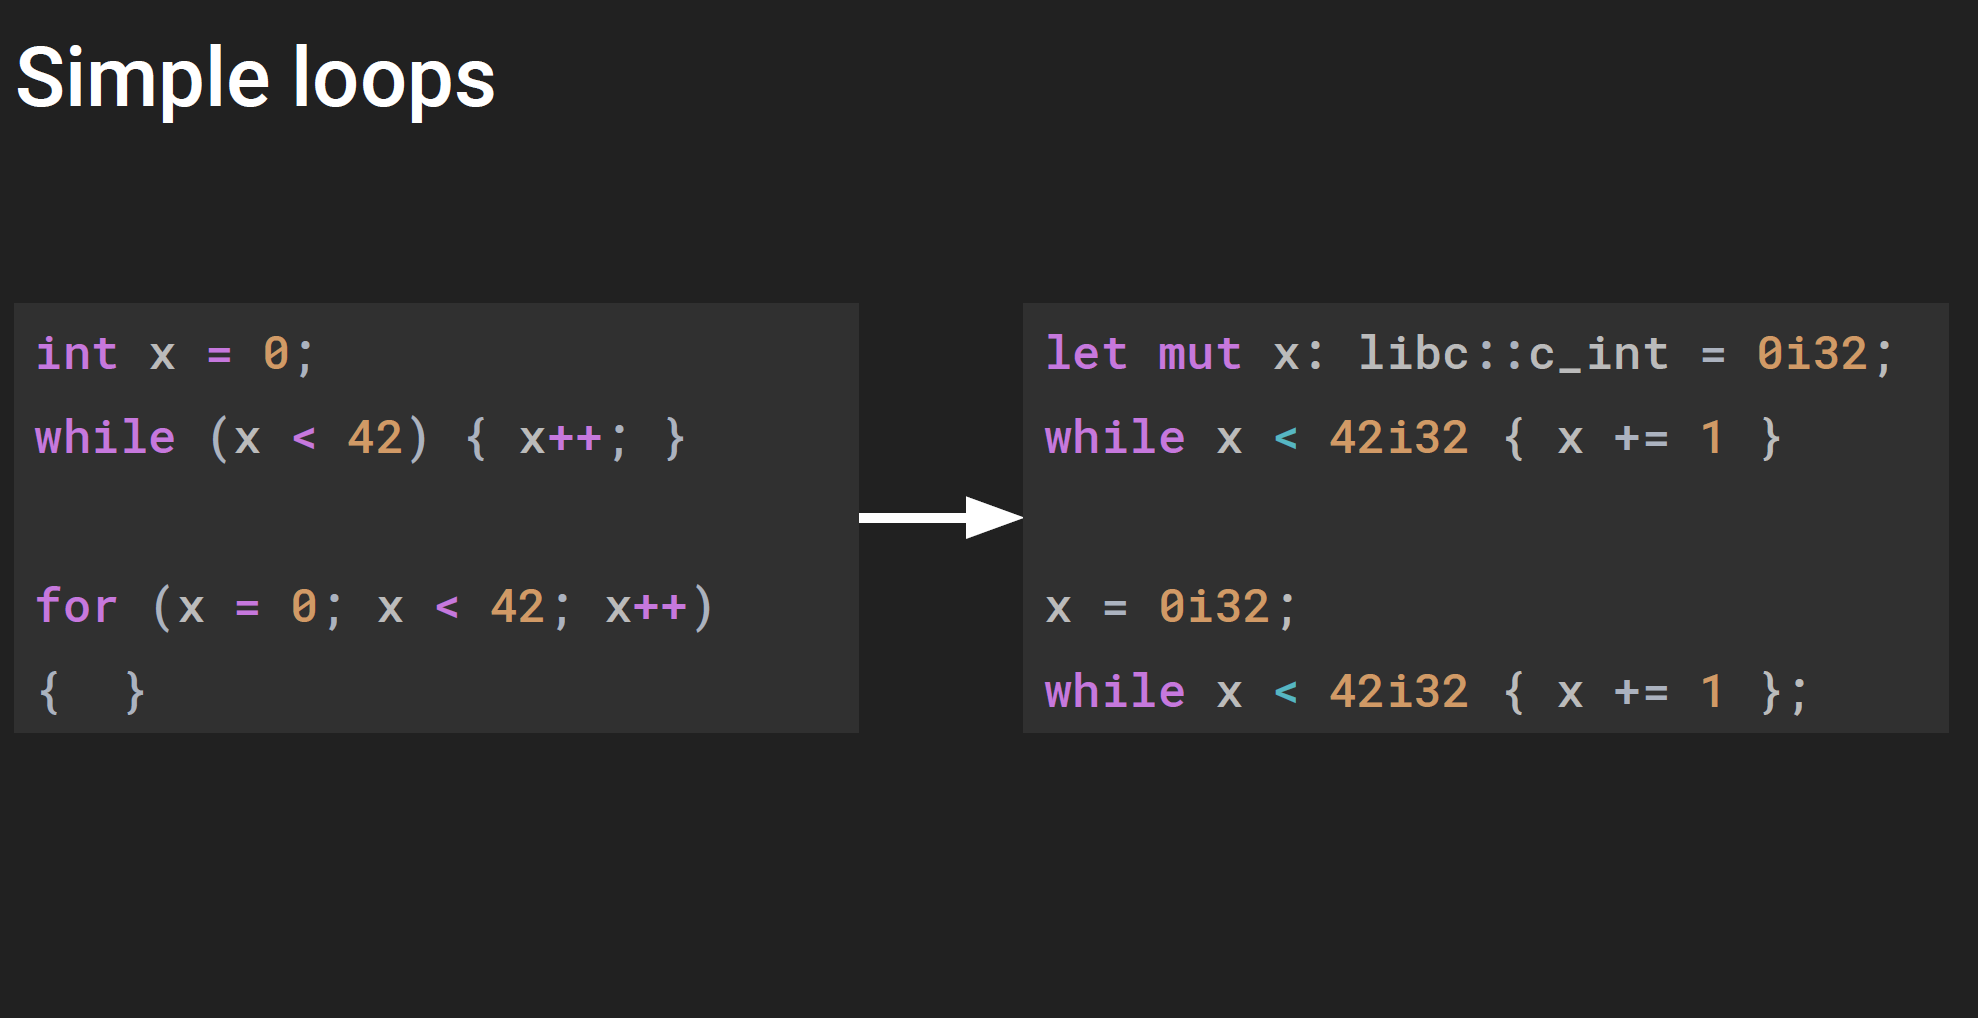 Simple loops
int x = 0;
while (x < 42) { x++; }
for (x = 0; x < 42; x++)
{  }
let mut x: libc::c_int = 0i32;
while x < 42i32 { x += 1 }
x = 0i32;
while x < 42i32 { x += 1 };